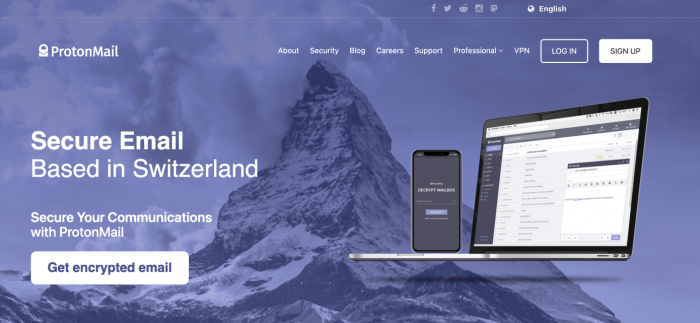 English
ProtonMail
About Security Blog Careers Support Professional VPN LOG IN SIGN UP
Secure Email
Based in Switzerland
Secure Your Communications
with ProtonMail
Get encrypted email
DECRYPT MAILBOX